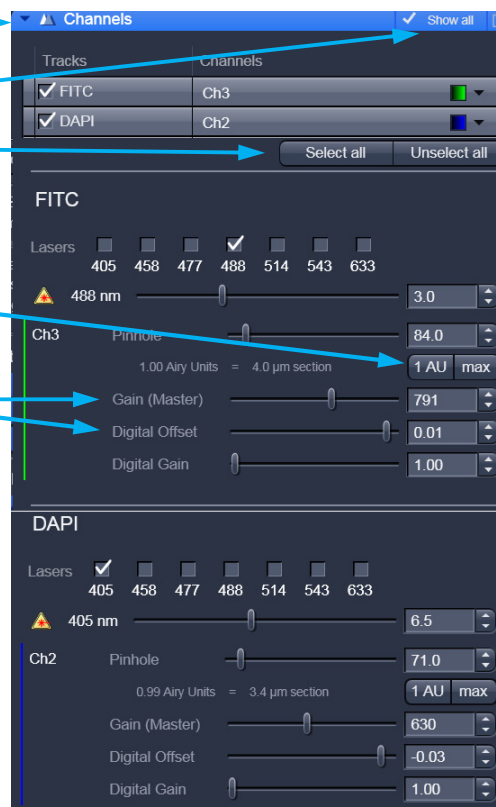 Channels Show all
Tracks Channels
FITC Ch3
DAPI Ch2
Select all Unselect all
FITC
Lasers
405 458 477 488 514 543 633
488 nm 3.0
Ch3 Pinhole 84.0
1.00 Airy Units = 4.0 µm section 1 AU max
Gain (Master) 791
Digital Offset 0.01
Digital Gain 1.00
DAPI
Lasers
405 458 477 488 514 543 633
405 nm 6.5
Ch2 Pinhole 71.0
0.99 Airy Units = 3.4 µm section 1 AU max
Gain (Master) 630
Digital Offset -0.03
Digital Gain 1.00